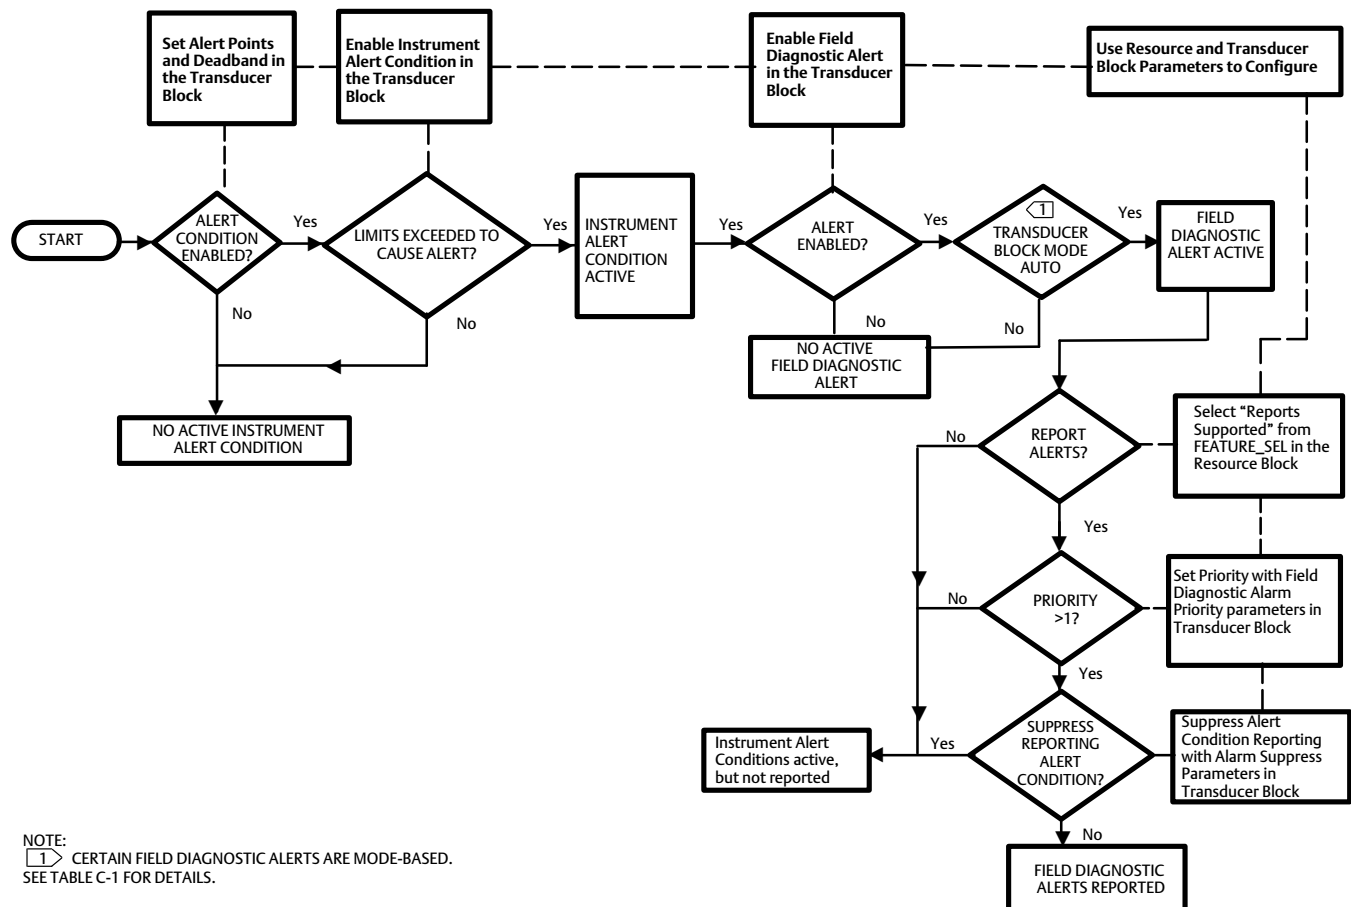 Set Alert Points
and Deadband in
the Transducer
Block
Enable Instrument
Alert Condition in
the Transducer
Block
Enable Field
Diagnostic Alert
in the Transducer
Block
Use Resource and Transducer
Block Parameters to Configure
START
ALERT
CONDITION
ENABLED?
Yes
No
LIMITS EXCEEDED TO
CAUSE ALERT?
Yes
No
INSTRUMENT
ALERT
CONDITION
ACTIVE
Yes
ALERT
ENABLED?
Yes
No
1
TRANSDUCER
BLOCK MODE
AUTO
Yes
No
FIELD
DIAGNOSTIC
ALERT ACTIVE
NO ACTIVE
FIELD DIAGNOSTIC
ALERT
NO ACTIVE INSTRUMENT
ALERT CONDITION
No
REPORT
ALERTS?
Yes
Select “Reports
Supported” from
FEATURE_SEL in the
Resource Block
No
PRIORITY
>1?
Yes
Set Priority with Field
Diagnostic Alarm
Priority parameters in
Transducer Block
Instrument Alert
Conditions active,
but not reported
Yes
SUPPRESS
REPORTING
ALERT
CONDITION?
No
Suppress Alert
Condition Reporting
with Alarm Suppress
Parameters in
Transducer Block
FIELD DIAGNOSTIC
ALERTS REPORTED
NOTE:
1 CERTAIN FIELD DIAGNOSTIC ALERTS ARE MODE-BASED.
SEE TABLE C-1 FOR DETAILS.